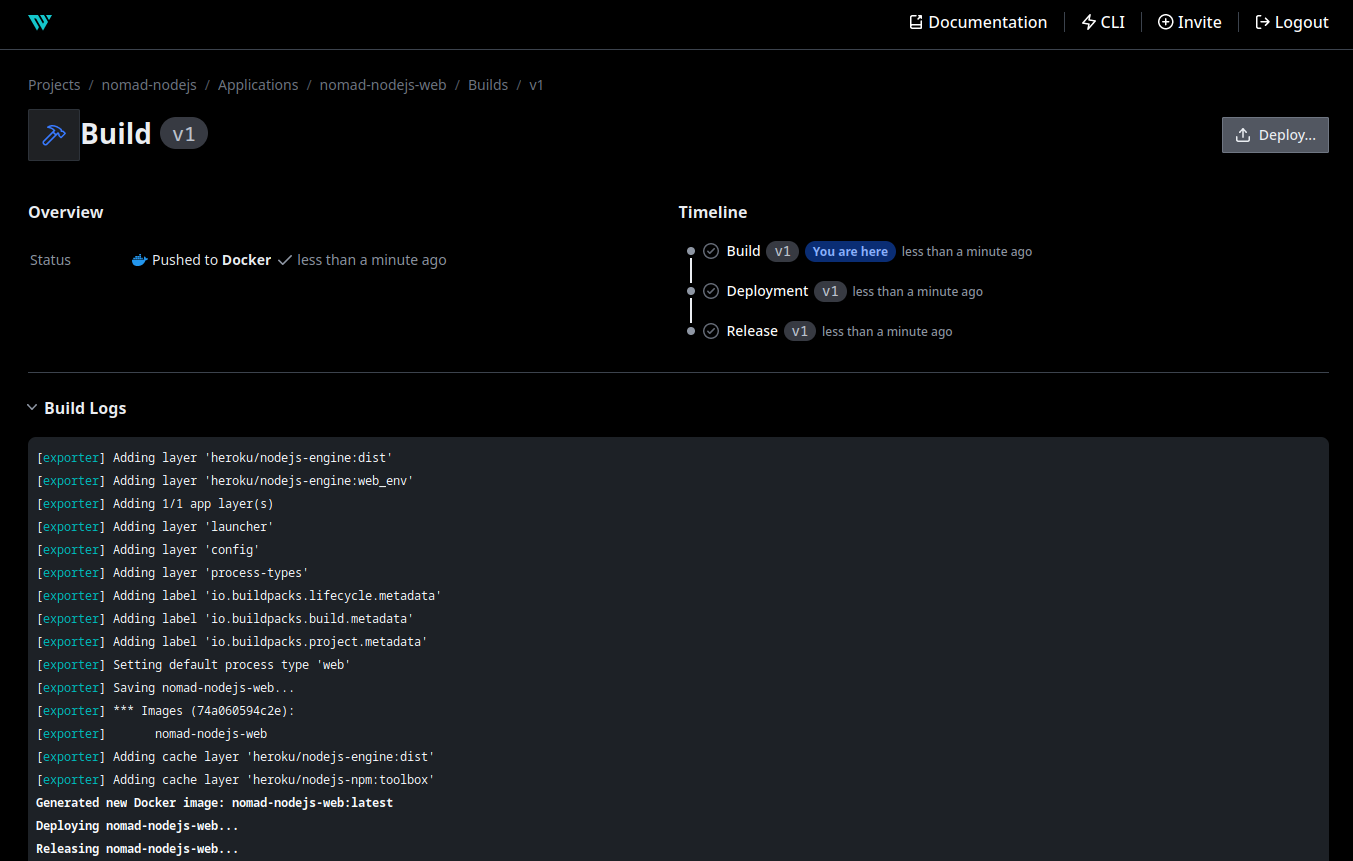 Documentation CLI Invite Logout
Projects / nomad-nodejs / Applications / nomad-nodejs-web / Builds / v1
Build v1
Deploy...
Overview
Status Pushed to Docker less than a minute ago
Timeline
Build v1 You are here less than a minute ago
Deployment v1 less than a minute ago
Release v1 less than a minute ago
Build Logs
[exporter] Adding layer 'heroku/nodejs-engine:dist'
[exporter] Adding layer 'heroku/nodejs-engine:web_env'
[exporter] Adding 1/1 app layer(s)
[exporter] Adding layer 'launcher'
[exporter] Adding layer 'config'
[exporter] Adding layer 'process-types'
[exporter] Adding label 'io.buildpacks.lifecycle.metadata'
[exporter] Adding label 'io.buildpacks.build.metadata'
[exporter] Adding label 'io.buildpacks.project.metadata'
[exporter] Setting default process type 'web'
[exporter] Saving nomad-nodejs-web...
[exporter] *** Images (74a060594c2e):
[exporter]       nomad-nodejs-web
[exporter] Adding cache layer 'heroku/nodejs-engine:dist'
[exporter] Adding cache layer 'heroku/nodejs-npm:toolbox'
Generated new Docker image: nomad-nodejs-web:latest
Deploying nomad-nodejs-web...
Releasing nomad-nodejs-web...